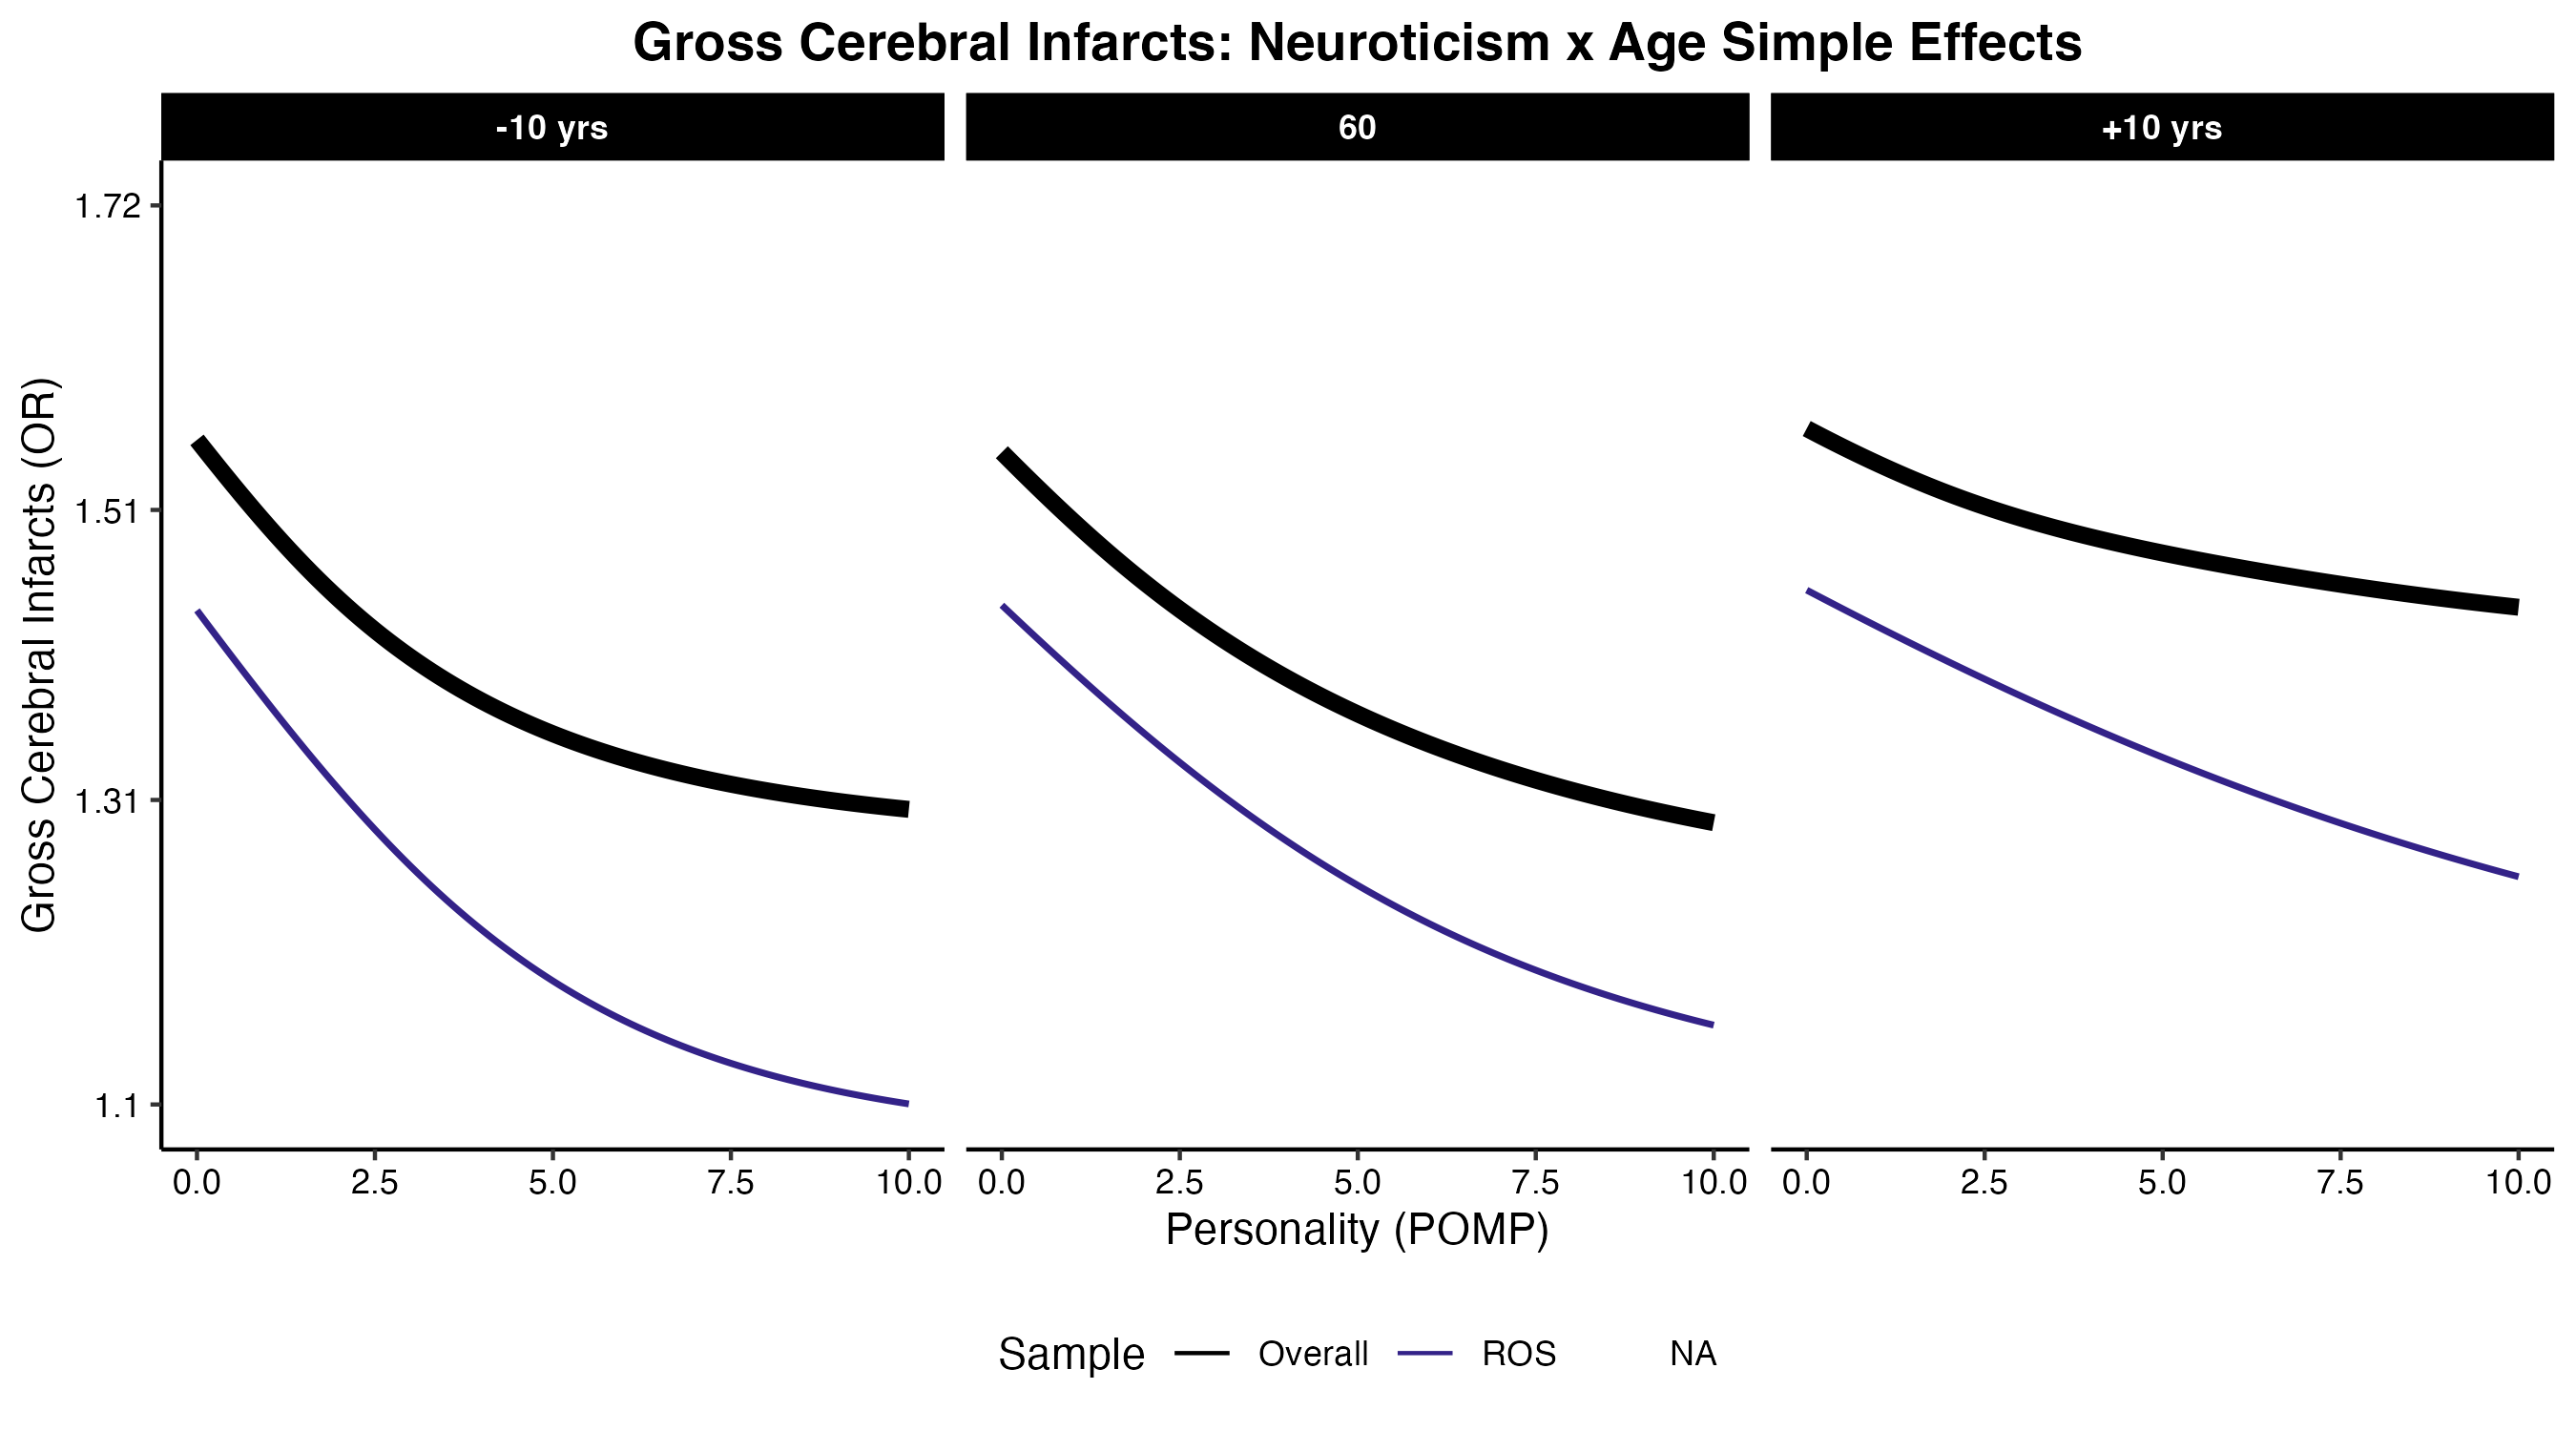 Gross Cerebral Infarcts: Neuroticism x Age Simple Effects
-10 yrs
60
+10 yrs
Gross Cerebral Infarcts (OR)
1.72
1.51
1.31
1.1
0.0 2.5 5.0 7.5 10.0
0.0 2.5 5.0 7.5 10.0
0.0 2.5 5.0 7.5 10.0
Personality (POMP)
Sample Overall ROS NA